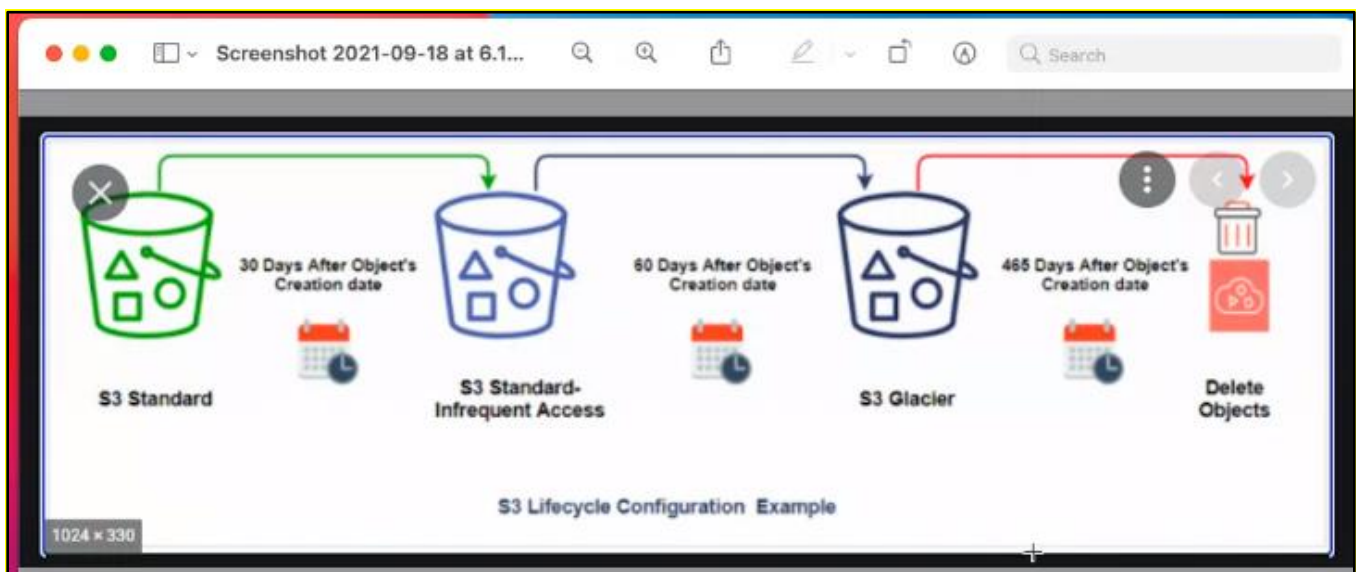 Screenshot 2021-09-18 at 6.1...
Search
30 Days After Object's
Creation date
60 Days After Object's
Creation date
465 Days After Object's
Creation date
S3 Standard
S3 Standard-
Infrequent Access
S3 Glacier
Delete
Objects
S3 Lifecycle Configuration Example
1024 × 330